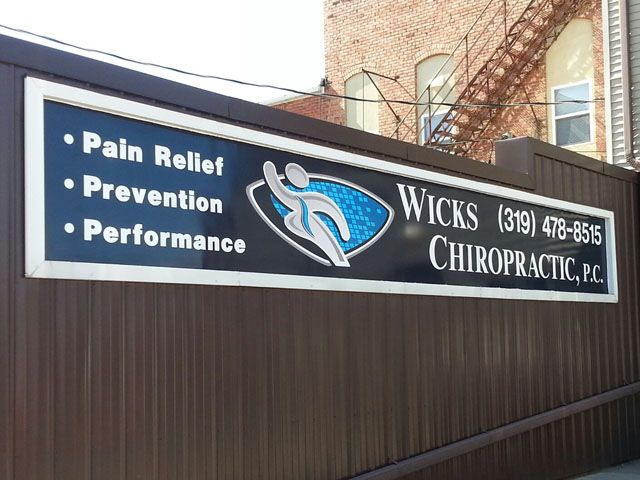 • Pain Relief
• Prevention
• Performance
WICKS (319) 478-8515
CHIROPRACTIC, P.C.